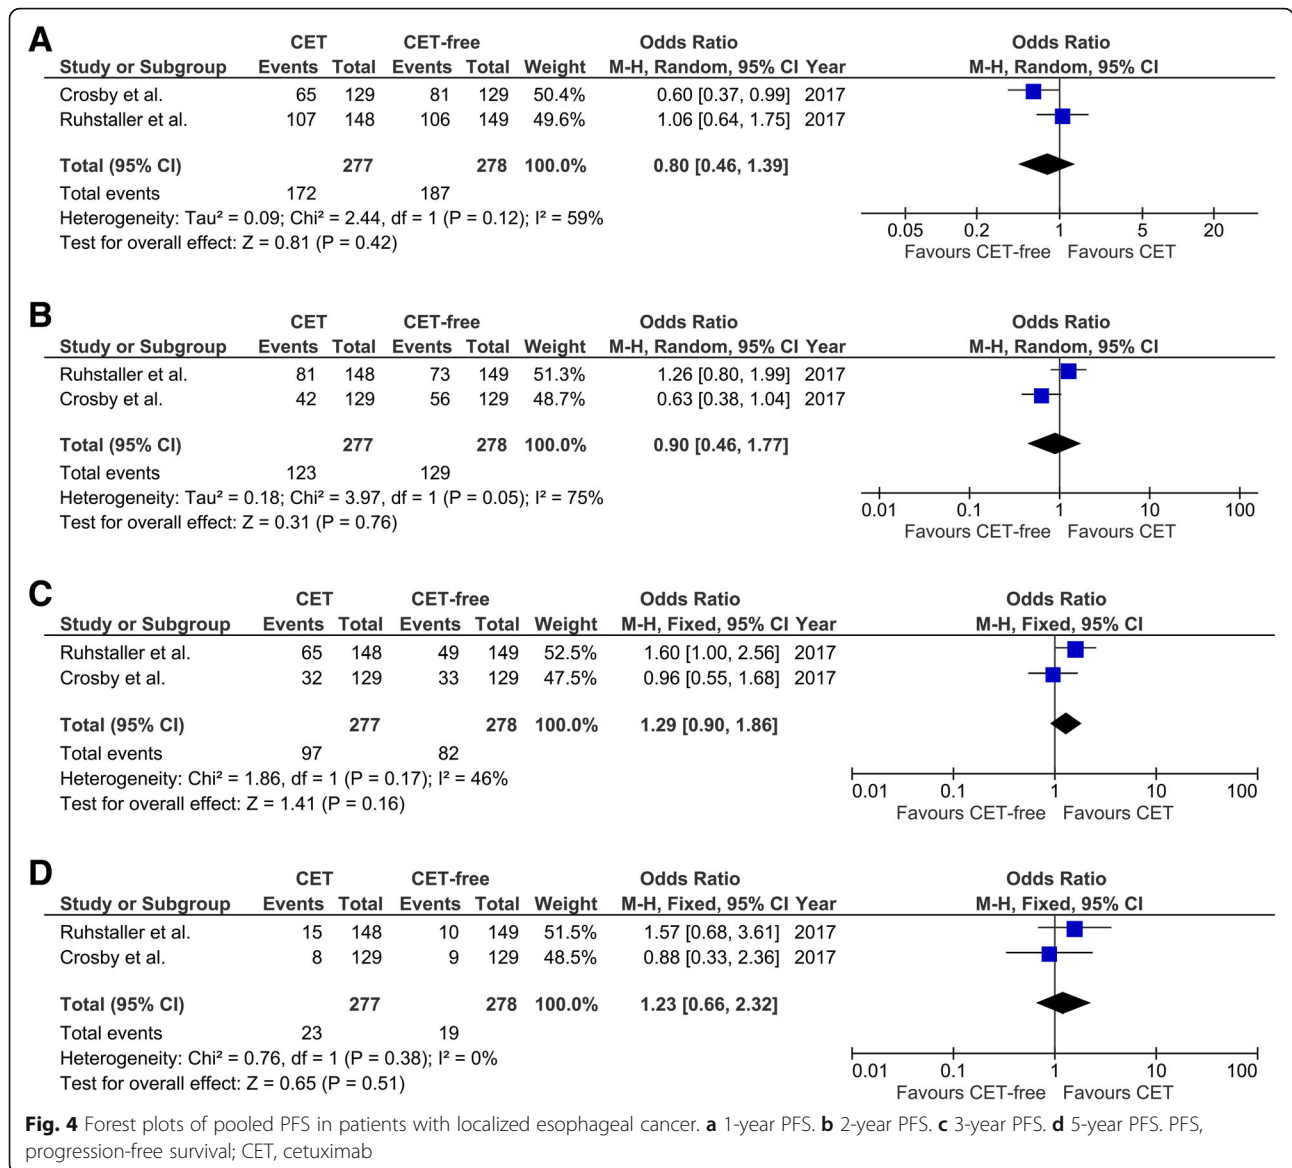 A
CET CET-free Odds Ratio Odds Ratio
Study or Subgroup Events Total Events Total Weight M-H, Random, 95% CI Year M-H, Random, 95% CI
Crosby et al. 65 129 81 129 50.4% 0.60 [0.37, 0.99] 2017
Ruhstaller et al. 107 148 106 149 49.6% 1.06 [0.64, 1.75] 2017
Total (95% CI) 277 278 100.0% 0.80 [0.46, 1.39]
Total events 172 187
Heterogeneity: Tau² = 0.09; Chi² = 2.44, df = 1 (P = 0.12); I² = 59%
Test for overall effect: Z = 0.81 (P = 0.42)
0.05 0.2 1 5 20
Favours CET-free Favours CET
B
CET CET-free Odds Ratio Odds Ratio
Study or Subgroup Events Total Events Total Weight M-H, Random, 95% CI Year M-H, Random, 95% CI
Ruhstaller et al. 81 148 73 149 51.3% 1.26 [0.80, 1.99] 2017
Crosby et al. 42 129 56 129 48.7% 0.63 [0.38, 1.04] 2017
Total (95% CI) 277 278 100.0% 0.90 [0.46, 1.77]
Total events 123 129
Heterogeneity: Tau² = 0.18; Chi² = 3.97, df = 1 (P = 0.05); I² = 75%
Test for overall effect: Z = 0.31 (P = 0.76)
0.01 0.1 1 10 100
Favours CET-free Favours CET
C
CET CET-free Odds Ratio Odds Ratio
Study or Subgroup Events Total Events Total Weight M-H, Fixed, 95% CI Year M-H, Fixed, 95% CI
Ruhstaller et al. 65 148 49 149 52.5% 1.60 [1.00, 2.56] 2017
Crosby et al. 32 129 33 129 47.5% 0.96 [0.55, 1.68] 2017
Total (95% CI) 277 278 100.0% 1.29 [0.90, 1.86]
Total events 97 82
Heterogeneity: Chi² = 1.86, df = 1 (P = 0.17); I² = 46%
Test for overall effect: Z = 1.41 (P = 0.16)
0.01 0.1 1 10 100
Favours CET-free Favours CET
D
CET CET-free Odds Ratio Odds Ratio
Study or Subgroup Events Total Events Total Weight M-H, Fixed, 95% CI Year M-H, Fixed, 95% CI
Ruhstaller et al. 15 148 10 149 51.5% 1.57 [0.68, 3.61] 2017
Crosby et al. 8 129 9 129 48.5% 0.88 [0.33, 2.36] 2017
Total (95% CI) 277 278 100.0% 1.23 [0.66, 2.32]
Total events 23 19
Heterogeneity: Chi² = 0.76, df = 1 (P = 0.38); I² = 0%
Test for overall effect: Z = 0.65 (P = 0.51)
0.01 0.1 1 10 100
Favours CET-free Favours CET
Fig. 4 Forest plots of pooled PFS in patients with localized esophageal cancer. a 1-year PFS. b 2-year PFS. c 3-year PFS. d 5-year PFS. PFS,
progression-free survival; CET, cetuximab